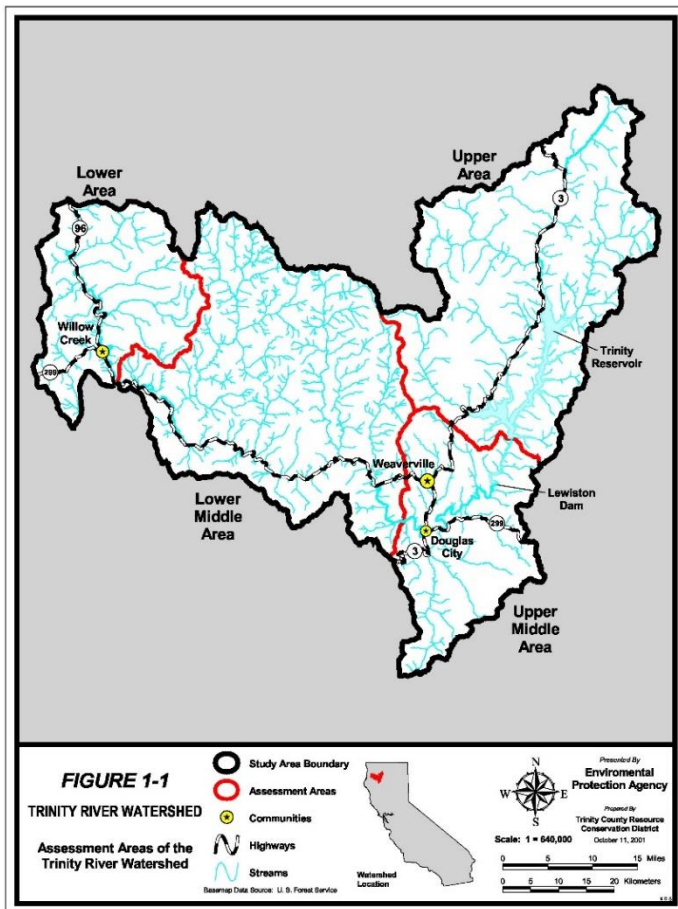 Lower
Area
96
Willow
Creek
299
Upper
Area
3
Trinity
Reservoir
Weaverville
Lower
Middle
Area
Lewiston
Dam
299
Douglas
City
3
Upper
Middle
Area
FIGURE 1-1
TRINITY RIVER WATERSHED
Assessment Areas of the
Trinity River Watershed
Study Area Boundary
Assessment Areas
Communities
Highways
Streams
Basemap Data Source: U. S. Forest Service
Watershed
Location
N
W E
S
Scale: 1 = 640,000
Presented By
Enviromental
Protection Agency
Prepared By
Trinity County Resource
Conservation District
October 11, 2001
0 5 10 15 Miles
0 5 10 15 20 Kilometers